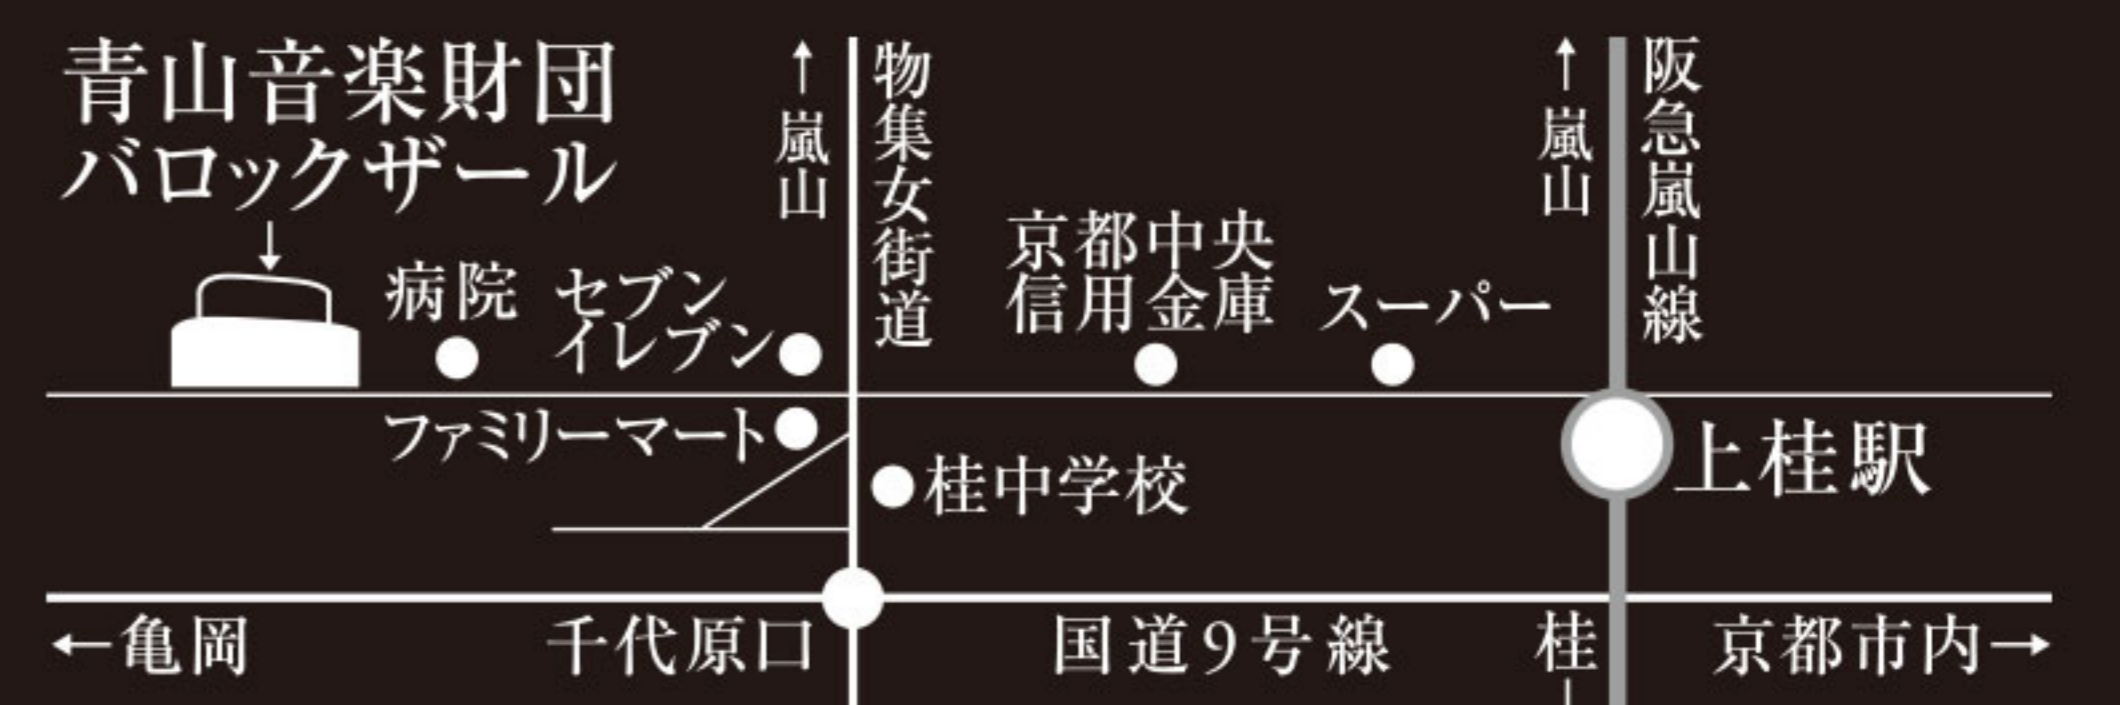 青山音楽財団
バロックザール
病院
セブン
イレブン
ファミリーマート
↑嵐山
物集女街道
京都中央
信用金庫
スーパー
↑嵐山
阪急嵐山線
桂中学校
上桂駅
←亀岡
千代原口
国道9号線
桂
京都市内→